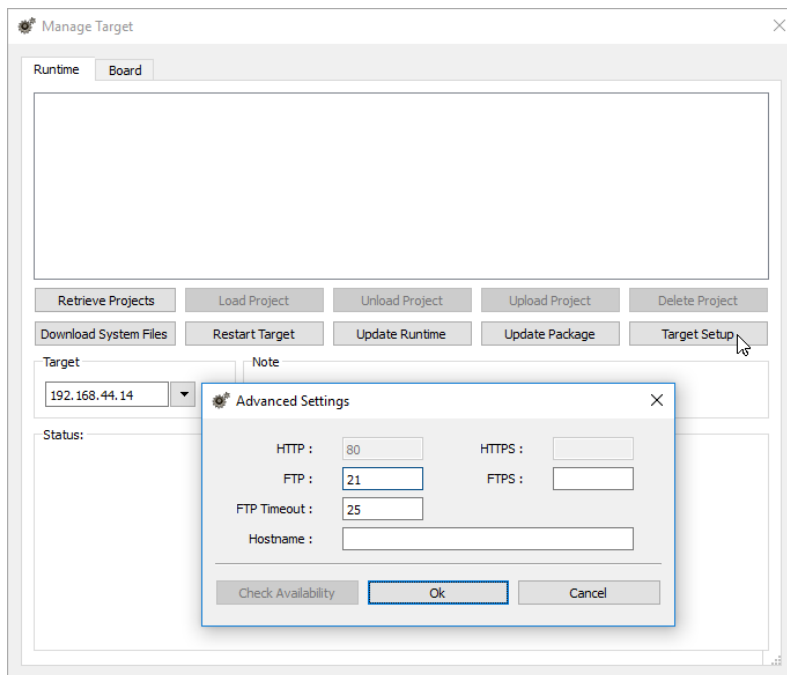 Manage Target
Runtime Board
Retrieve Projects Load Project Unload Project Upload Project Delete Project
Download System Files Restart Target Update Runtime Update Package Target Setup
Target Note
192.168.44.14
Status:
Advanced Settings
HTTP : 80 HTTPS :
FTP : 21 FTPS :
FTP Timeout : 25
Hostname :
Check Availability Ok Cancel